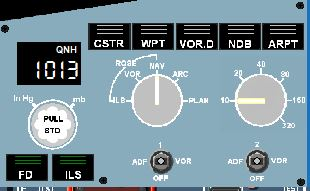 CSTR WPT VOR.D NDB ARPT
QNH
1013
In Hg mb
PULL
STD
FD ILS
ROSE
ILS VOR NAV ARC PLAN
10 20 40 80 160 320
1
ADF VOR
OFF
2
ADF VOR
OFF